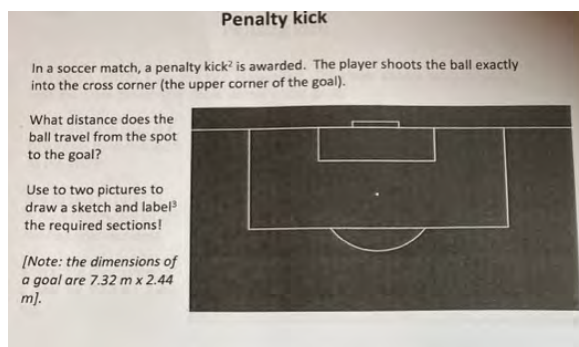 Penalty kick
In a soccer match, a penalty kick² is awarded. The player shoots the ball exactly
into the cross corner (the upper corner of the goal).
What distance does the
ball travel from the spot
to the goal?
Use to two pictures to
draw a sketch and label³
the required sections!
[Note: the dimensions of
a goal are 7.32 m x 2.44
m].